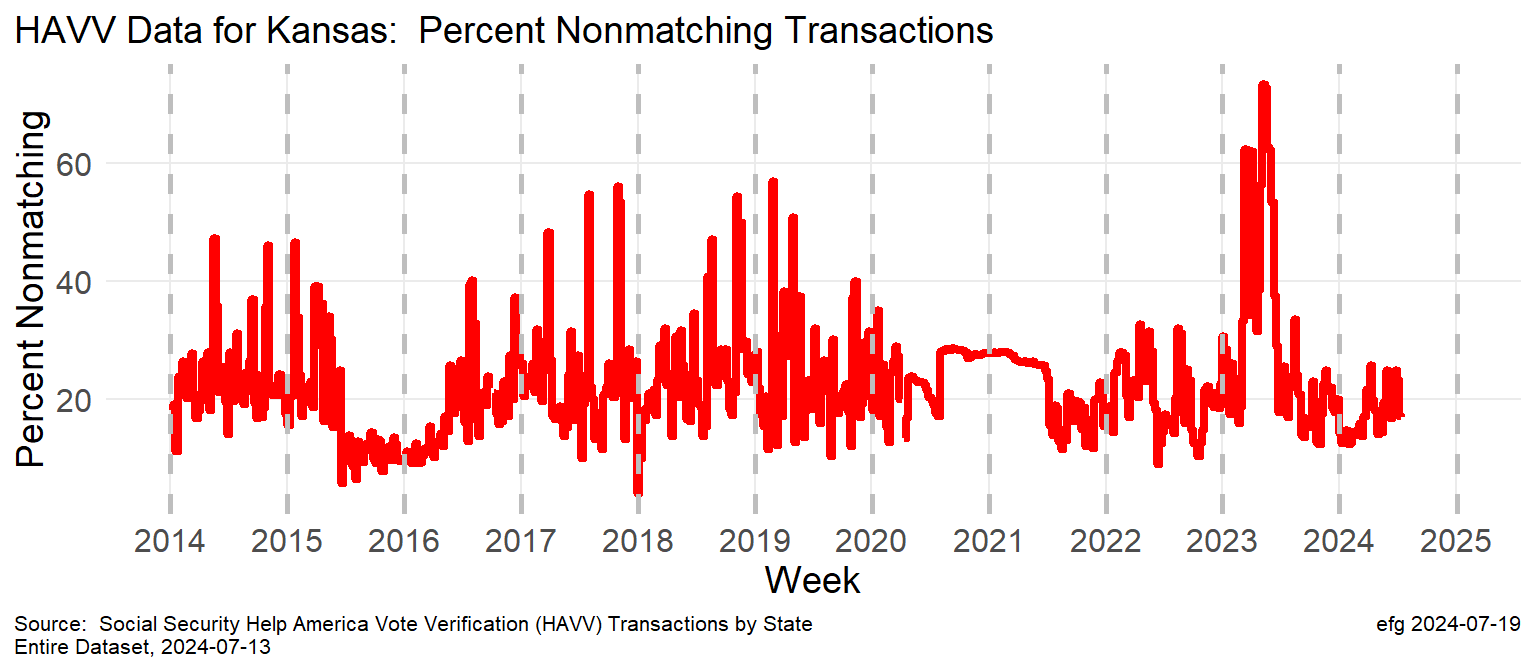 HAVV Data for Kansas:  Percent Nonmatching Transactions
Percent Nonmatching
60
40
20
2014 2015 2016 2017 2018 2019 2020 2021 2022 2023 2024 2025
Week
Source:  Social Security Help America Vote Verification (HAVV) Transactions by State
Entire Dataset, 2024-07-13
efg 2024-07-19